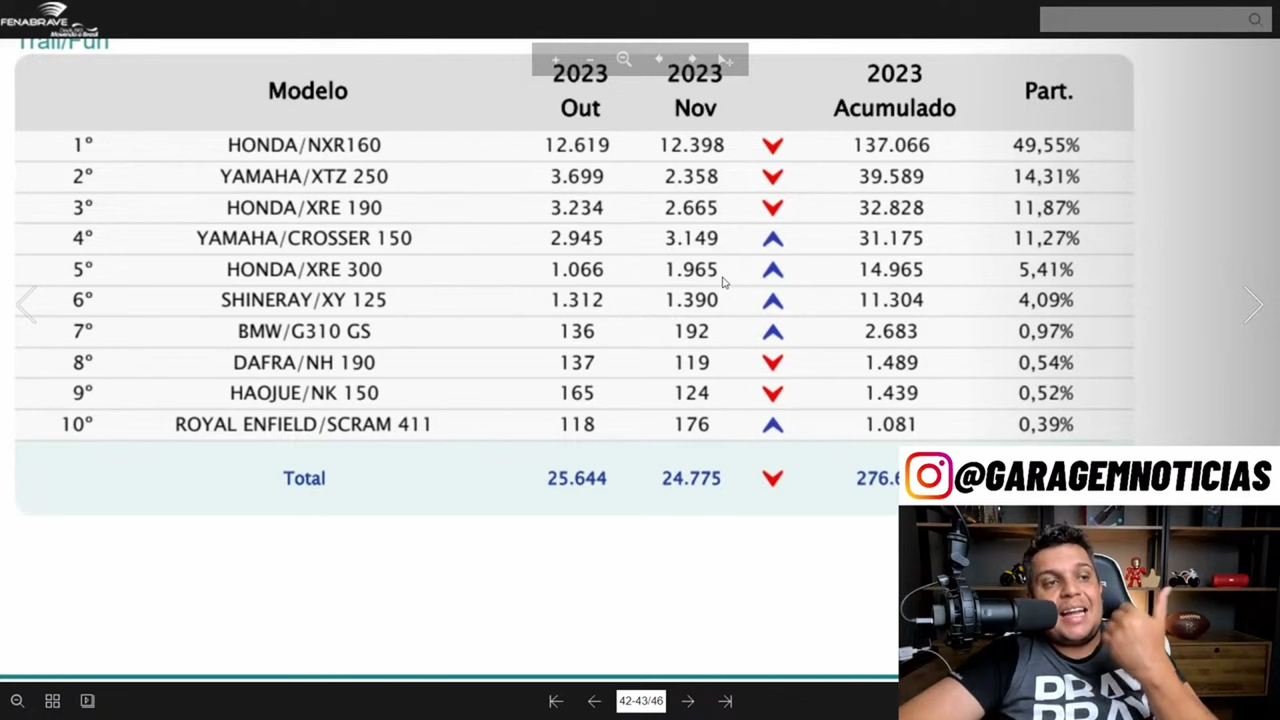 FENABRAVE
Trail/Fun
Modelo 2023 Out 2023 Nov 2023 Acumulado Part.
1º HONDA/NXR160 12.619 12.398 137.066 49,55%
2º YAMAHA/XTZ 250 3.699 2.358 39.589 14,31%
3º HONDA/XRE 190 3.234 2.665 32.828 11,87%
4º YAMAHA/CROSSER 150 2.945 3.149 31.175 11,27%
5º HONDA/XRE 300 1.066 1.965 14.965 5,41%
6º SHINERAY/XY 125 1.312 1.390 11.304 4,09%
7º BMW/G310 GS 136 192 2.683 0,97%
8º DAFRA/NH 190 137 119 1.489 0,54%
9º HAOJUE/NK 150 165 124 1.439 0,52%
10º ROYAL ENFIELD/SCRAM 411 118 176 1.081 0,39%
Total 25.644 24.775 276.
@GARAGEMNOTICIAS
42-43/46